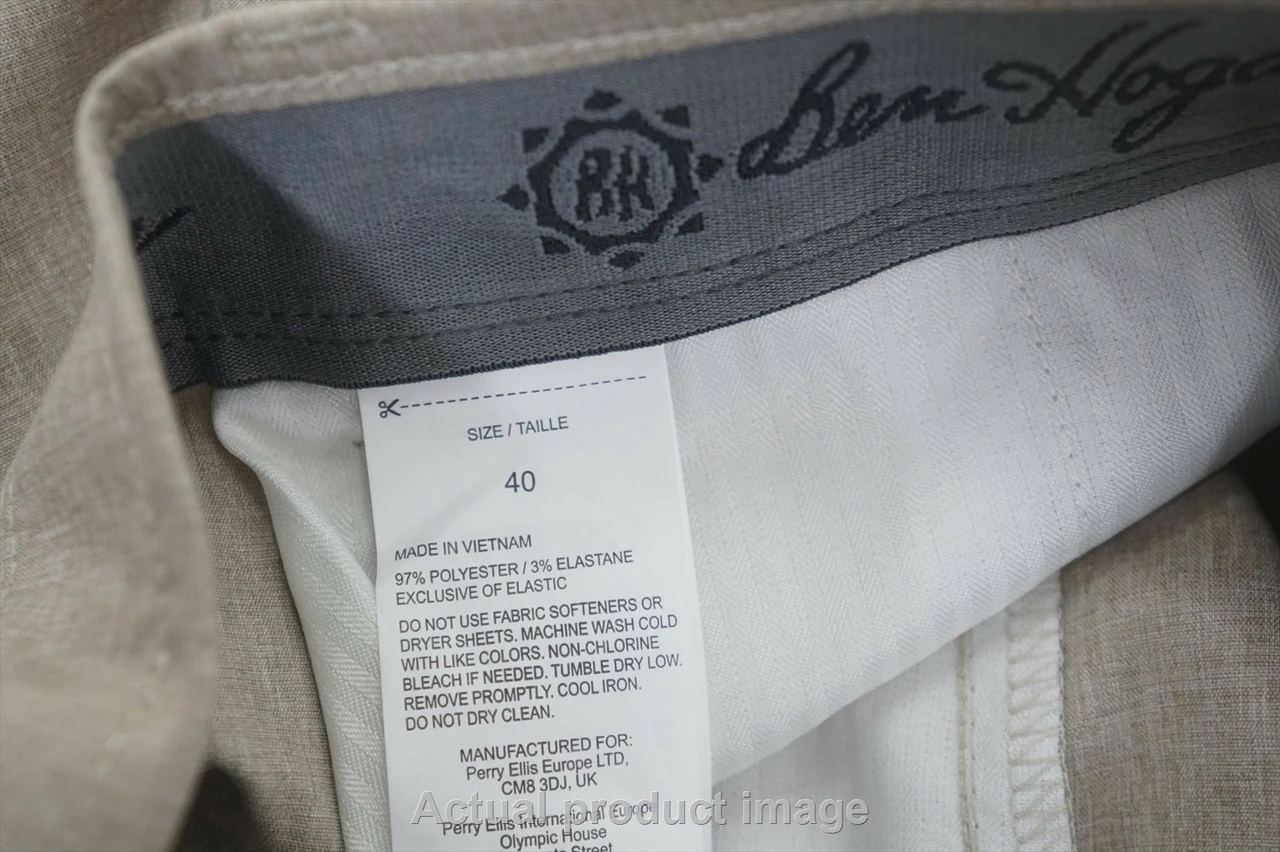 Ben Hoga
SIZE / TAILLE
40
MADE IN VIETNAM
97% POLYESTER / 3% ELASTANE
EXCLUSIVE OF ELASTIC
DO NOT USE FABRIC SOFTENERS OR
DRYER SHEETS. MACHINE WASH COLD
WITH LIKE COLORS. NON-CHLORINE
BLEACH IF NEEDED. TUMBLE DRY LOW.
REMOVE PROMPTLY. COOL IRON.
DO NOT DRY CLEAN.
MANUFACTURED FOR:
Perry Ellis Europe LTD,
CM8 3DJ, UK
Actual product image
Perry Ellis International Europe
Olympic House
Street